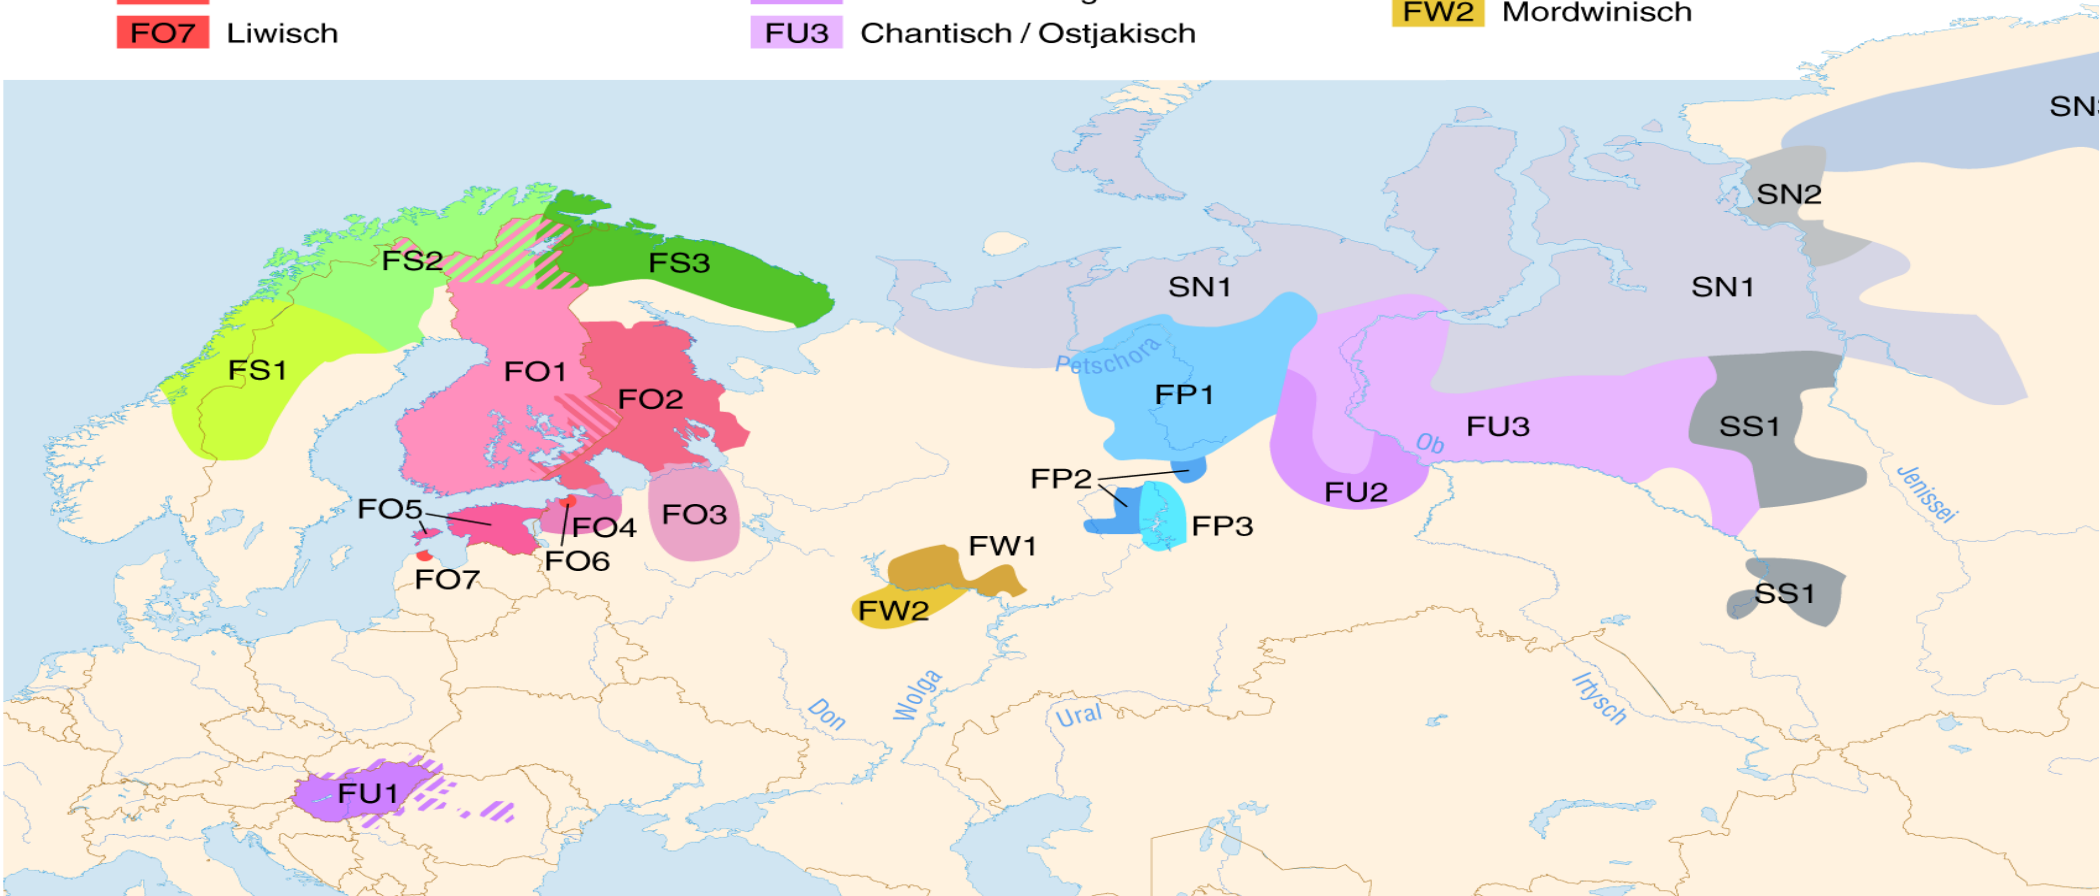 FO7 Liwisch
FU3 Chantisch / Ostjakisch
FW2 Mordwinisch
SN2
FS2
FS3
SN1
SN1
FS1
FO1
FO2
Petschora
FP1
FU3
SS1
Ob
FP2
FU2
Jenissei
FO5
FO4
FO3
FP3
FO6
FO7
FW1
FW2
SS1
Don
Wolga
Ural
Irtysch
FU1